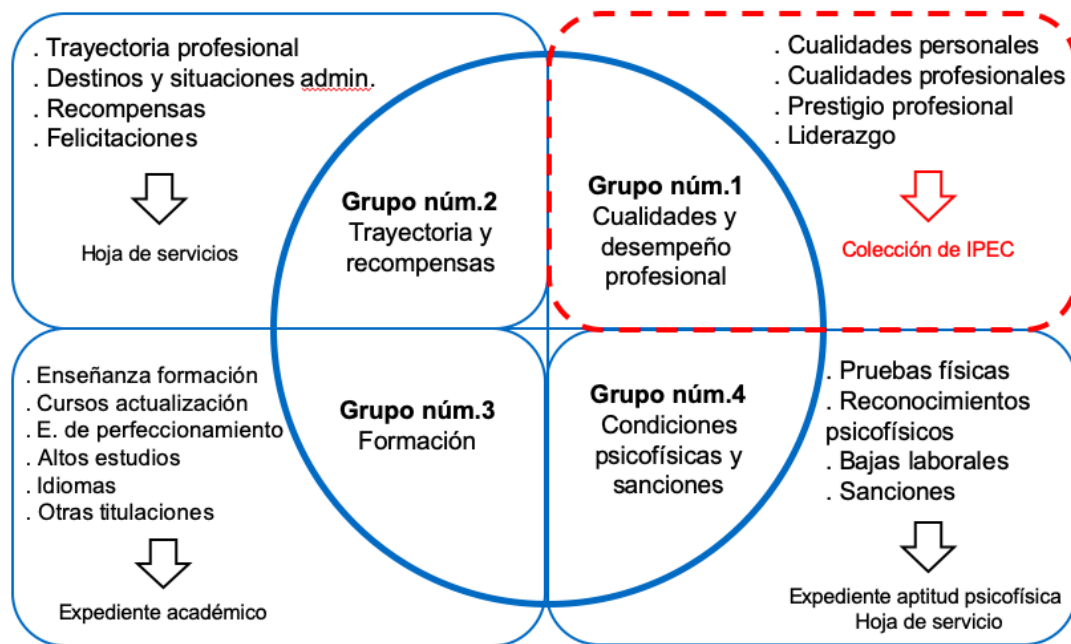 . Trayectoria profesional
. Destinos y situaciones admin.
. Recompensas
. Felicitaciones
Hoja de servicios
Grupo núm.2
Trayectoria y
recompensas
. Cualidades personales
. Cualidades profesionales
. Prestigio profesional
. Liderazgo
Colección de IPEC
Grupo núm.1
Cualidades y
desempeño
profesional
. Enseñanza formación
. Cursos actualización
. E. de perfeccionamiento
. Altos estudios
. Idiomas
. Otras titulaciones
Expediente académico
Grupo núm.3
Formación
Grupo núm.4
Condiciones
psicofísicas y
sanciones
. Pruebas físicas
. Reconocimientos
psicofísicos
. Bajas laborales
. Sanciones
Expediente aptitud psicofísica
Hoja de servicio